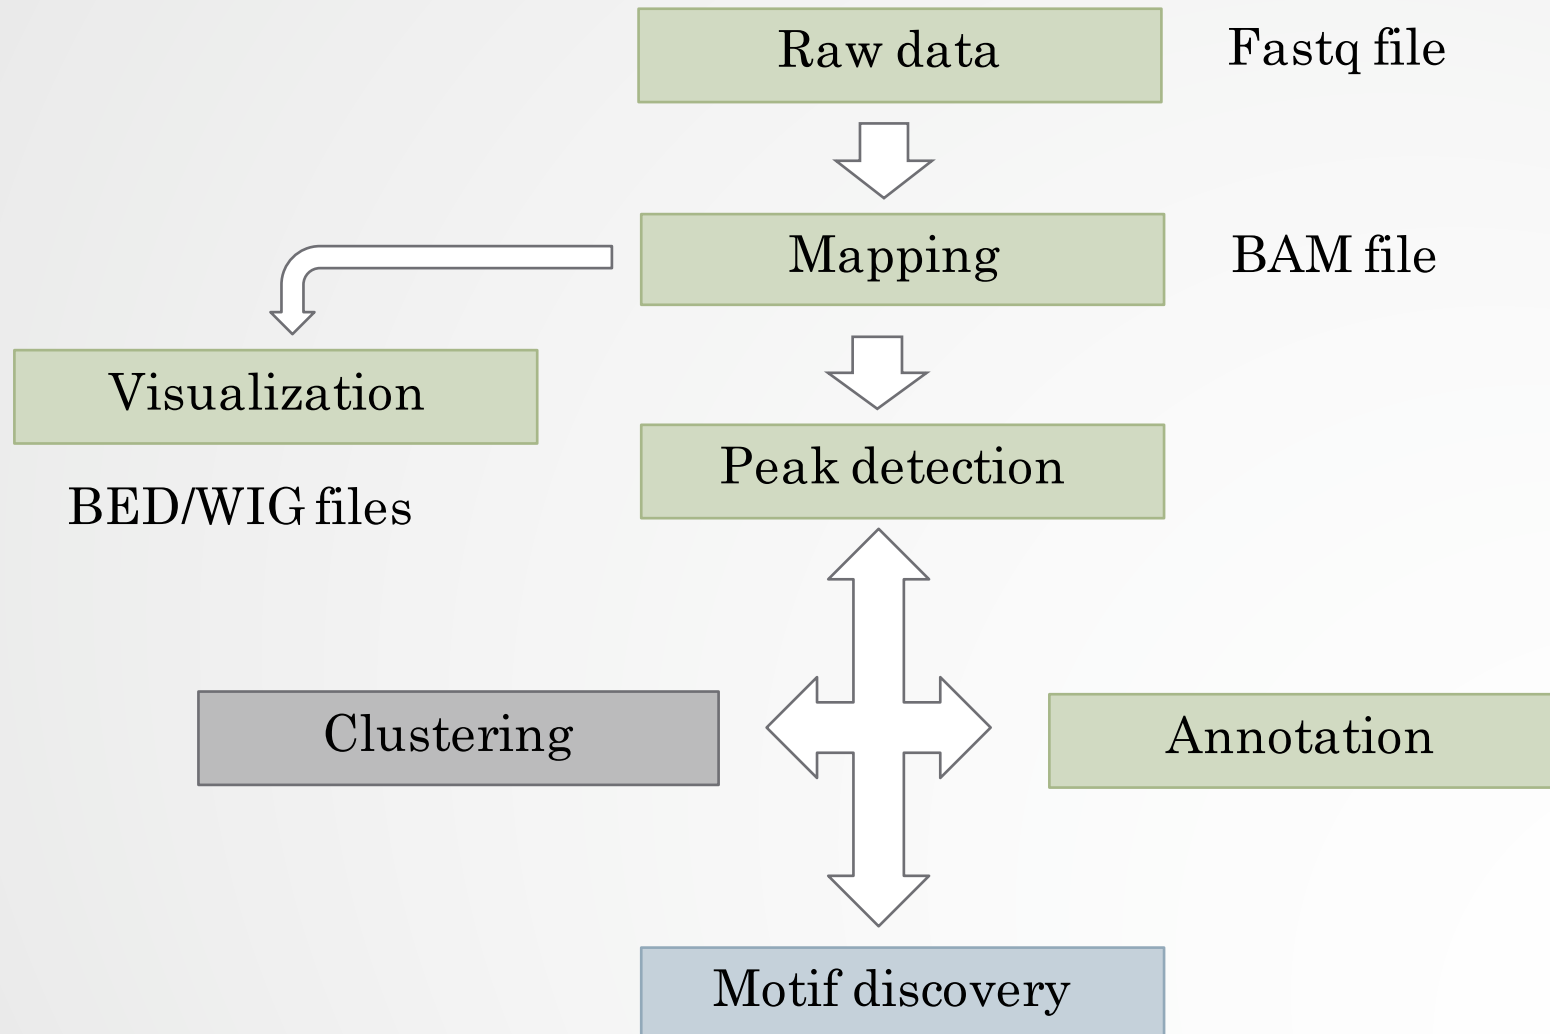 Raw data
Fastq file
Mapping
BAM file
Visualization
BED/WIG files
Peak detection
Clustering
Annotation
Motif discovery